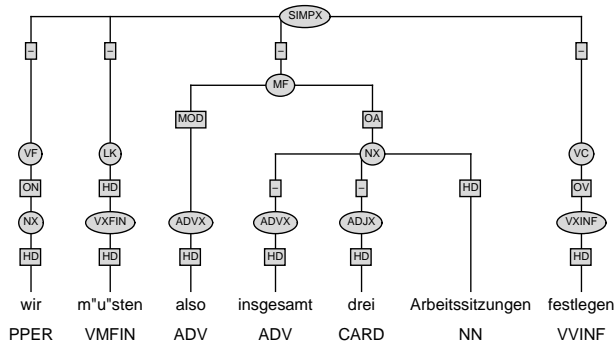 SIMPX
– – – –
MF
MOD OA
VF LK NX VC
ON HD – – HD OV
NX VXFIN ADVX ADVX ADJX VXINF
HD HD HD HD HD HD
wir m"u"sten also insgesamt drei Arbeitssitzungen festlegen
PPER VMFIN ADV ADV CARD NN VVINF